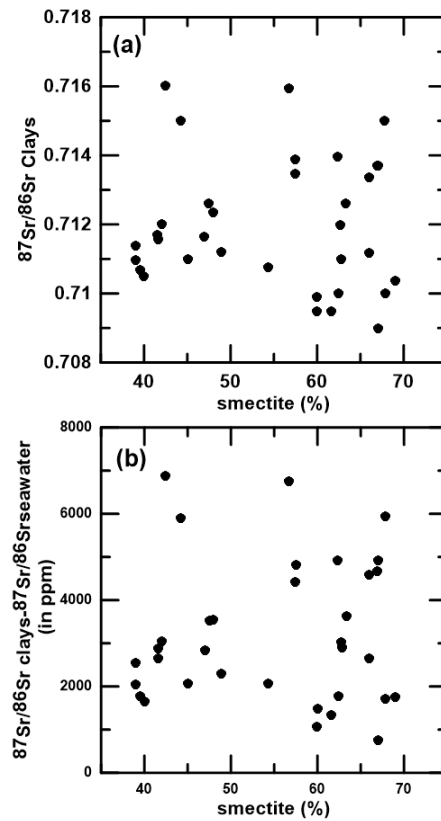 (a)
0.718
0.716
0.714
0.712
0.71
0.708
87Sr/86Sr Clays
40 50 60 70
smectite (%)
(b)
8000
6000
4000
2000
0
87Sr/86Sr clays-87Sr/86Srseawater
(in ppm)
40 50 60 70
smectite (%)